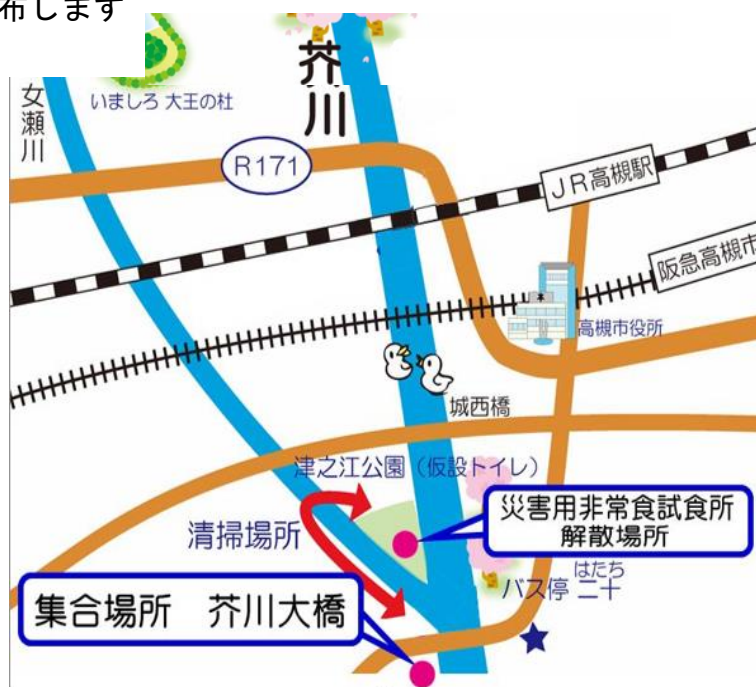 布します
芥川
女瀬川
いましろ 大王の杜
R171
JR高槻駅
阪急高槻市
高槻市役所
城西橋
津之江公園（仮設トイレ）
清掃場所
災害用非常食試食所
解散場所
はたち
バス停 二十
集合場所　芥川大橋